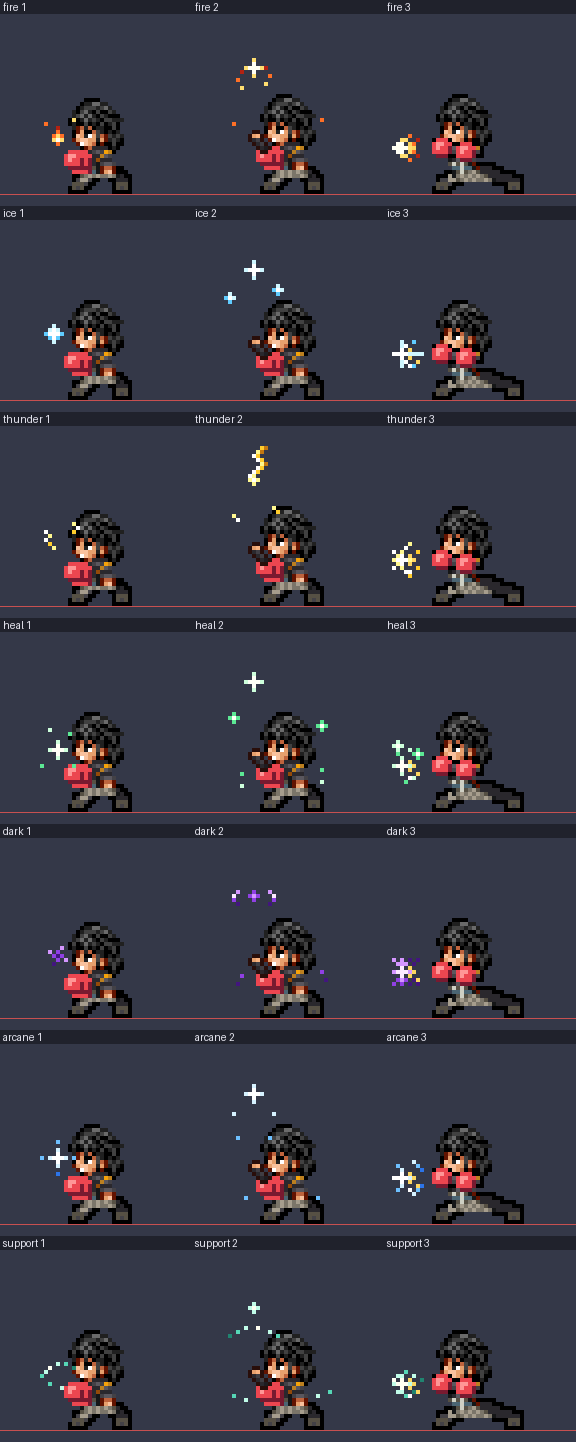 fire 1 fire 2 fire 3
ice 1 ice 2 ice 3
thunder 1 thunder 2 thunder 3
heal 1 heal 2 heal 3
dark 1 dark 2 dark 3
arcane 1 arcane 2 arcane 3
support 1 support 2 support 3